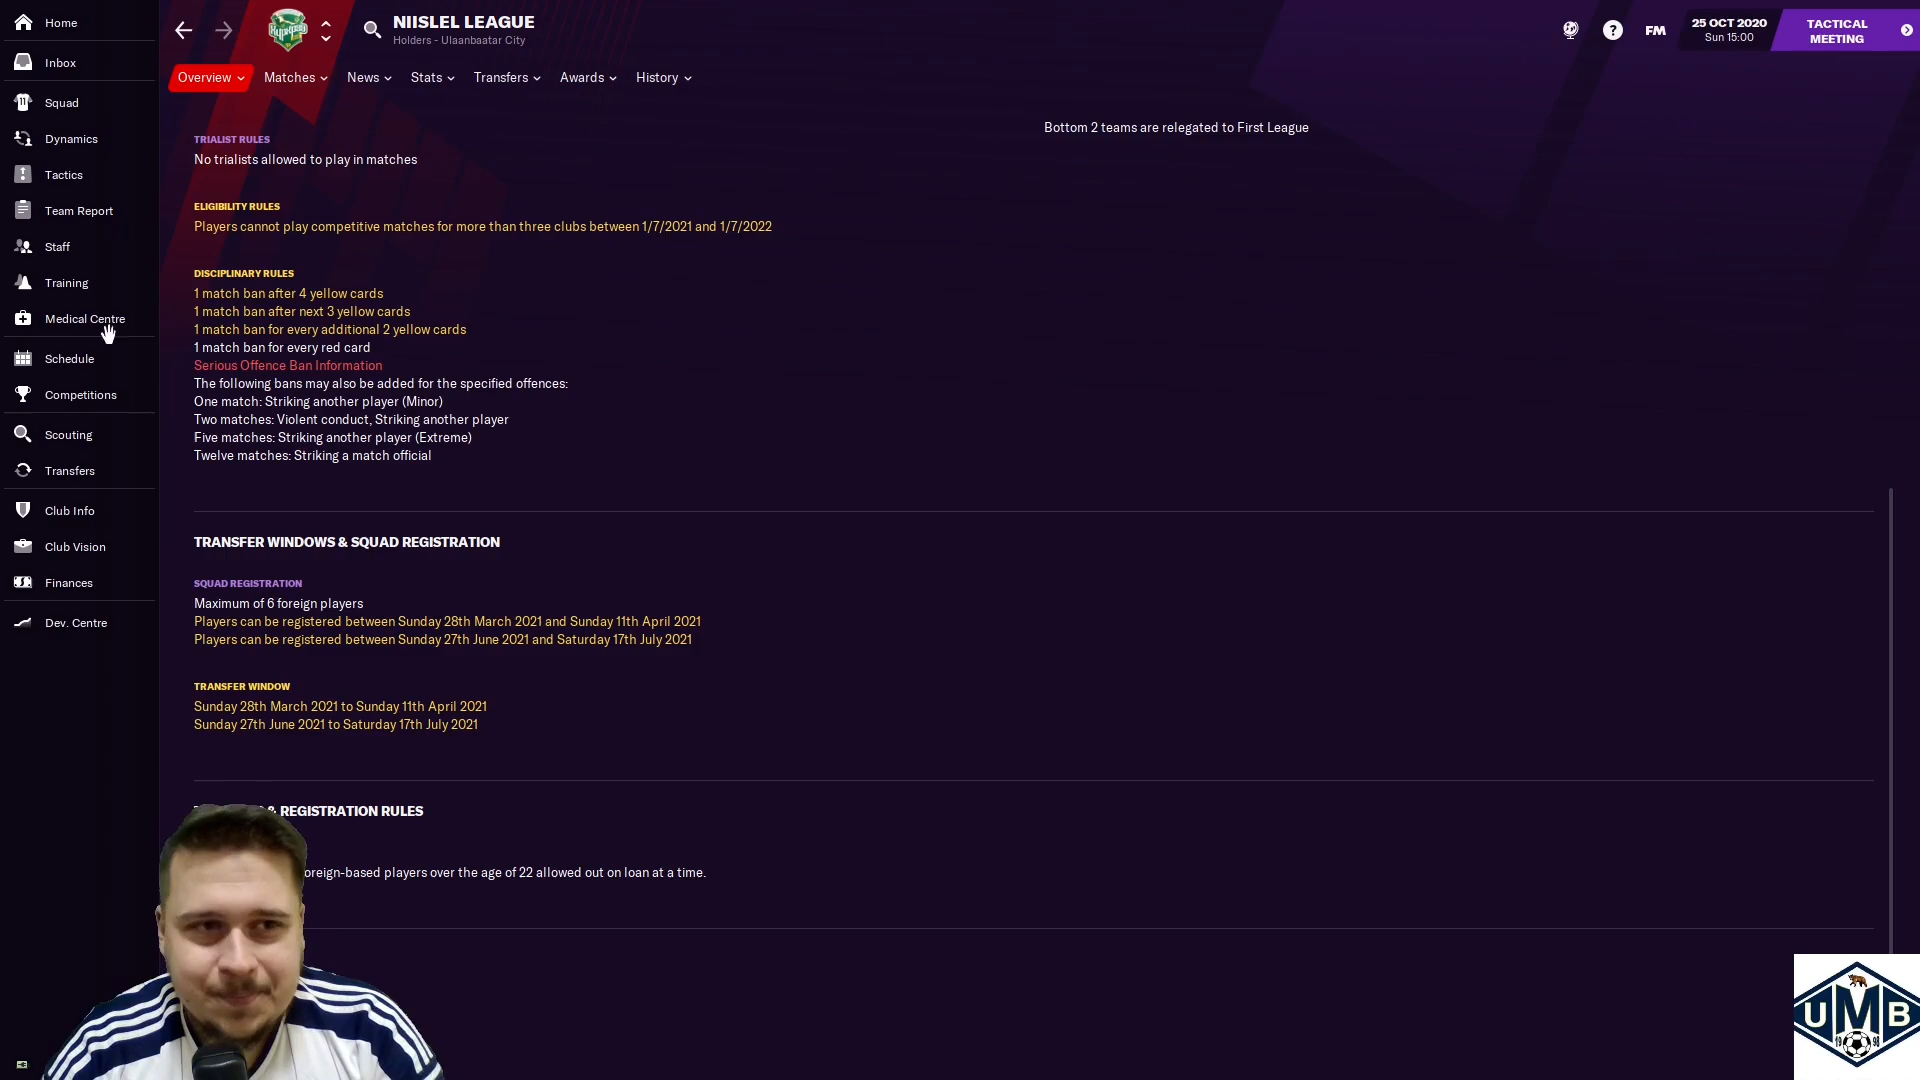 Home
Inbox
Squad
Dynamics
Tactics
Team Report
Staff
Training
Medical Centre
Schedule
Competitions
Scouting
Transfers
Club Info
Club Vision
Finances
Dev. Centre
NIISLEL LEAGUE
Holders - Ulaanbaatar City
FM
25 OCT 2020
Sun 15:00
TACTICAL
MEETING
Overview
Matches
News
Stats
Transfers
Awards
History
Bottom 2 teams are relegated to First League
TRIALIST RULES
No trialists allowed to play in matches
ELIGIBILITY RULES
Players cannot play competitive matches for more than three clubs between 1/7/2021 and 1/7/2022
DISCIPLINARY RULES
1 match ban after 4 yellow cards
1 match ban after next 3 yellow cards
1 match ban for every additional 2 yellow cards
1 match ban for every red card
Serious Offence Ban Information
The following bans may also be added for the specified offences:
One match: Striking another player (Minor)
Two matches: Violent conduct, Striking another player
Five matches: Striking another player (Extreme)
Twelve matches: Striking a match official
TRANSFER WINDOWS & SQUAD REGISTRATION
SQUAD REGISTRATION
Maximum of 6 foreign players
Players can be registered between Sunday 28th March 2021 and Sunday 11th April 2021
Players can be registered between Sunday 27th June 2021 and Saturday 17th July 2021
TRANSFER WINDOW
Sunday 28th March 2021 to Sunday 11th April 2021
Sunday 27th June 2021 to Saturday 17th July 2021
& REGISTRATION RULES
oreign-based players over the age of 22 allowed out on loan at a time.
UMB
19 98